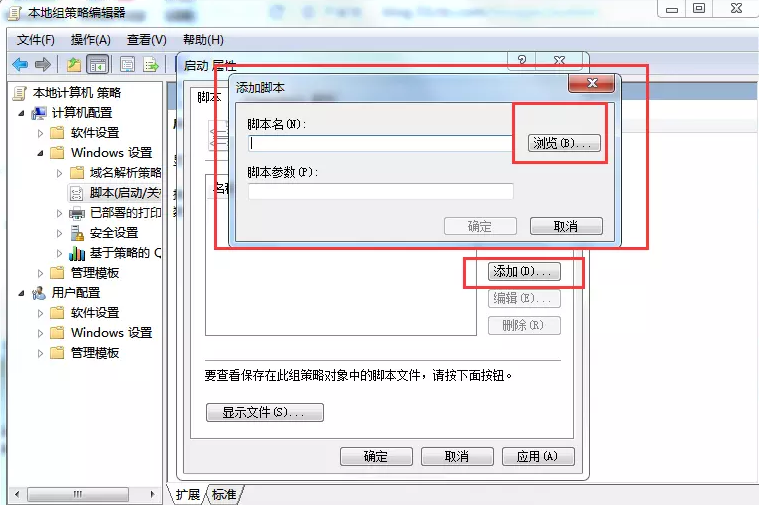 本地组策略编辑器
文件(F) 操作(A) 查看(V) 帮助(H)
本地计算机 策略
计算机配置
软件设置
Windows 设置
域名解析策略
脚本(启动/关机
已部署的打印
安全设置
基于策略的 Q
管理模板
用户配置
软件设置
Windows 设置
管理模板
启动 属性
脚本
添加脚本
脚本名(N):
浏览(B)...
脚本参数(P):
确定 取消
添加(D)...
编辑(E)...
删除(R)
要查看保存在此组策略对象中的脚本文件，请按下面按钮。
显示文件(S)...
确定 取消 应用(A)
扩展 标准